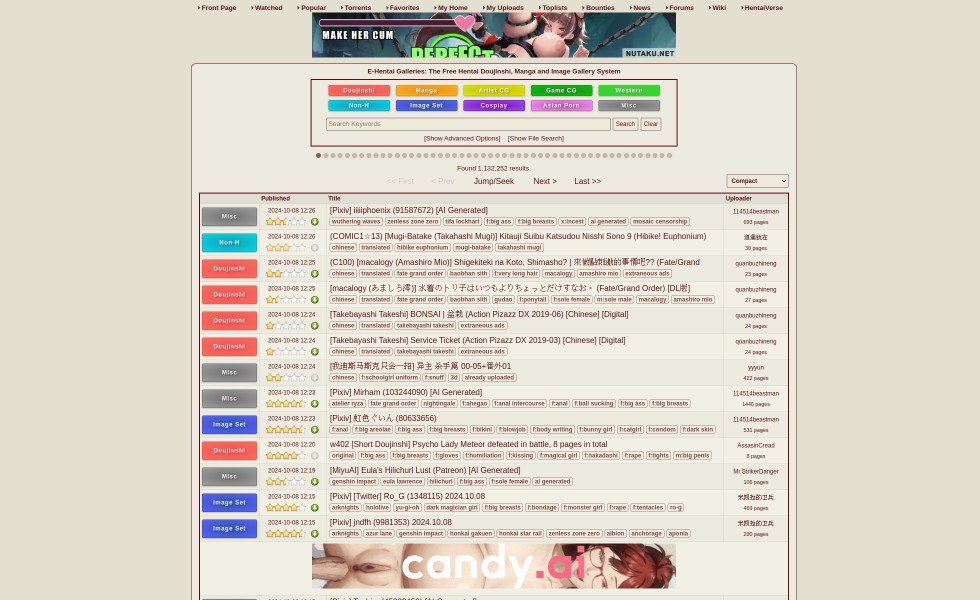 Front Page Watched Popular Torrents Favorites My Home My Uploads Toplists Bounties News Forums Wiki HentaiVerse
MAKE HER CUM
PERFECT
NUTAKU.NET
E-Hentai Galleries: The Free Hentai Doujinshi, Manga and Image Gallery System
Doujinshi Manga Artist CG Game CG Western
Non-H Image Set Cosplay Asian Porn Misc
Search Keywords Search Clear
[Show Advanced Options] [Show File Search]
Found 1,132,252 results.
<< First < Prev Jump/Seek Next > Last >> Compact
Published Title Uploader
Misc 2024-10-08 12:26 [Pixiv] iiiiphoenix (91587672) [AI Generated] 114514beastman
wuthering waves zenless zone zero tifa lockhart f:big ass f:big breasts x:incest ai generated mosaic censorship 693 pages
Non-H 2024-10-08 12:26 (COMIC1☆13) [Mugi-Batake (Takahashi Mugi)] Kitauji Suibu Katsudou Nisshi Sono 9 (Hibike! Euphonium)
chinese translated hibike euphonium mugi-batake takahashi mugi 30 pages
Doujinshi 2024-10-08 12:25 (C100) [macalogy (Amashiro Mio)] Shigekiteki na Koto, Shimasho? | 來做點刺激的事情吧?? (Fate/Grand quanbuzhineng
chinese translated fate grand order baobhan sith f:very long hair macalogy amashiro mio extraneous ads 23 pages
Doujinshi 2024-10-08 12:25 [macalogy (あましろ澪)] 水着のトリ子はいつもよりちょっとだけすなお・ (Fate/Grand Order) [DL版] quanbuzhineng
chinese translated fate grand order baobhan sith gudao f:ponytail f:sole female m:sole male macalogy amashiro mio 27 pages
Doujinshi 2024-10-08 12:24 [Takebayashi Takeshi] BONSAI | 盆栽 (Action Pizazz DX 2019-06) [Chinese] [Digital] quanbuzhineng
chinese translated takebayashi takeshi extraneous ads 24 pages
Doujinshi 2024-10-08 12:24 [Takebayashi Takeshi] Service Ticket (Action Pizazz DX 2019-03) [Chinese] [Digital] quanbuzhineng
chinese translated takebayashi takeshi extraneous ads 24 pages
Misc 2024-10-08 12:24 [我迪斯马斯克只会一招] 异主 杀手篇 00-05+番外01 yyyun
chinese f:schoolgirl uniform f:snuff 3d already uploaded 422 pages
Misc 2024-10-08 12:23 [Pixiv] Mirham (103244090) [AI Generated] 114514beastman
atelier ryza fate grand order nightingale f:ahegao f:anal intercourse f:anal f:ball sucking f:big ass f:big breasts 1446 pages
Image Set 2024-10-08 12:23 [Pixiv] 虹色ぐいん (80633656) 114514beastman
f:anal f:big areolae f:big ass f:big breasts f:bikini f:blowjob f:body writing f:bunny girl f:catgirl f:condom f:dark skin 531 pages
Doujinshi 2024-10-08 12:20 w402 [Short Doujinshi] Psycho Lady Meteor defeated in battle, 8 pages in total AssasinCread
original f:big ass f:big breasts f:gloves f:humiliation f:kissing f:magical girl f:nakadashi f:rape f:tights m:big penis 8 pages
Misc 2024-10-08 12:19 [MiyuAI] Eula's Hilichurl Lust (Patreon) [AI Generated] Mr.StrikerDanger
genshin impact eula lawrence hilichurl f:big ass f:sole female ai generated 106 pages
Image Set 2024-10-08 12:15 [Pixiv] [Twitter] Ro_G (1348115) 2024.10.08 米凯拉的卫兵
arknights hololive yu-gi-oh dark magician girl f:big breasts f:bondage f:monster girl f:rape f:tentacles ro-g 469 pages
Image Set 2024-10-08 12:15 [Pixiv] jndfh (9981353) 2024.10.08 米凯拉的卫兵
arknights azur lane genshin impact honkai gakuen honkai star rail zenless zone zero albion anchorage aponia 290 pages
candy.ai